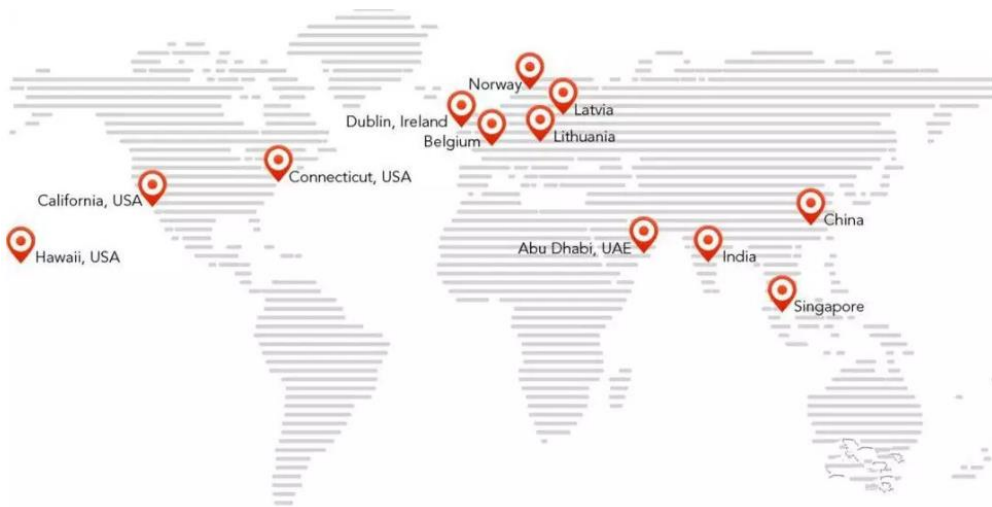 Norway
Latvia
Dublin, Ireland
Lithuania
Belgium
Connecticut, USA
California, USA
China
Abu Dhabi, UAE
India
Hawaii, USA
Singapore